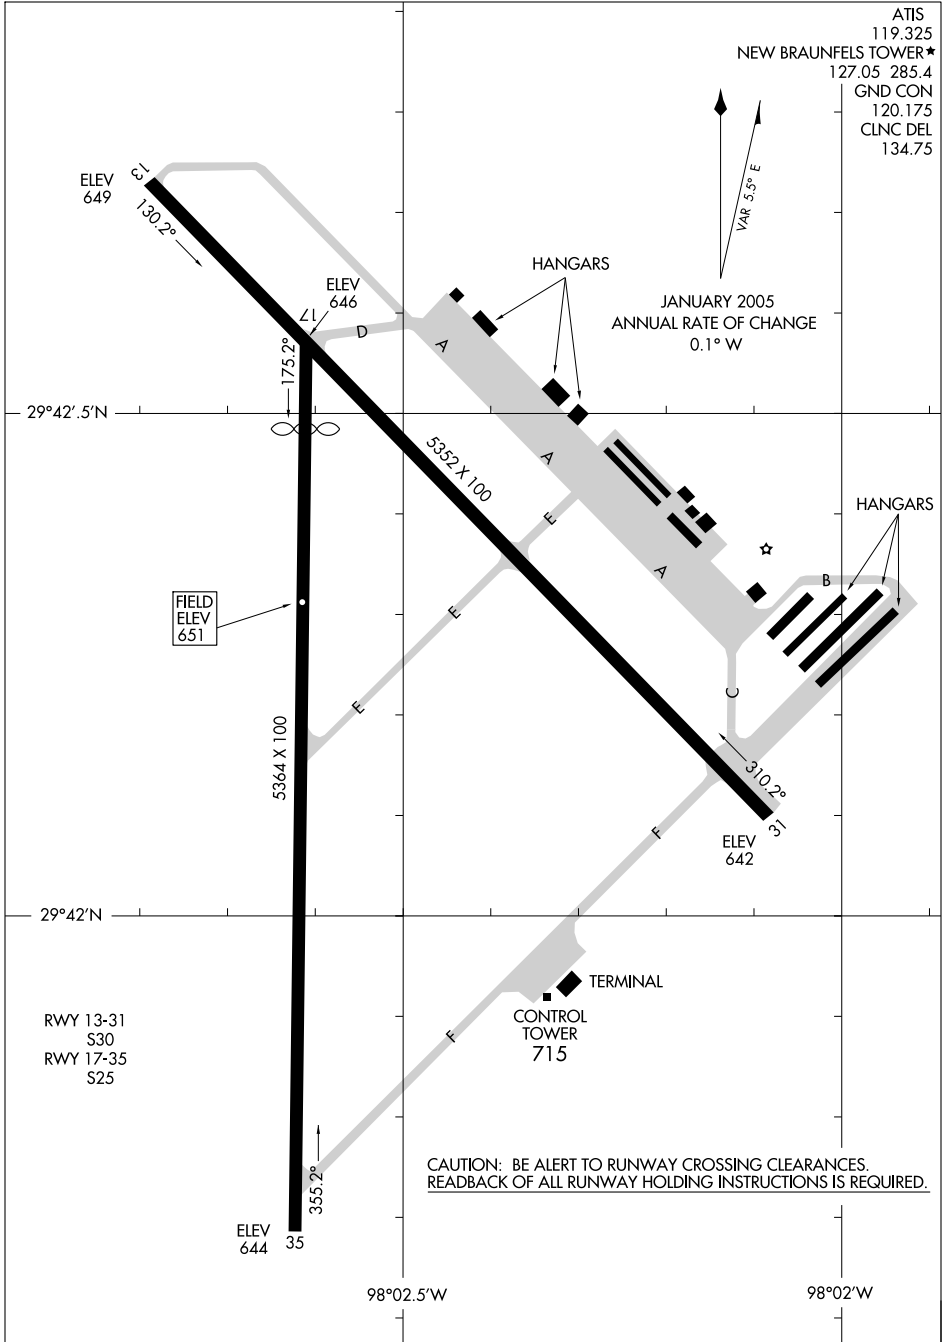 ATIS
119.325
NEW BRAUNFELS TOWER★
127.05 285.4
GND CON
120.175
CLNC DEL
134.75
VAR 5.5° E
JANUARY 2005
ANNUAL RATE OF CHANGE
0.1° W
13
ELEV
649
130.2°
HANGARS
ELEV
646
17
D
A
175.2°
29°42'.5'N
5352 X 100
A
HANGARS
E
A
B
FIELD
ELEV
651
E
E
C
5364 X 100
310.2°
F
31
ELEV
642
29°42'N
TERMINAL
CONTROL
TOWER
715
RWY 13-31
S30
RWY 17-35
S25
F
355.2°
CAUTION: BE ALERT TO RUNWAY CROSSING CLEARANCES.
READBACK OF ALL RUNWAY HOLDING INSTRUCTIONS IS REQUIRED.
ELEV
644
35
98°02.5'W
98°02'W